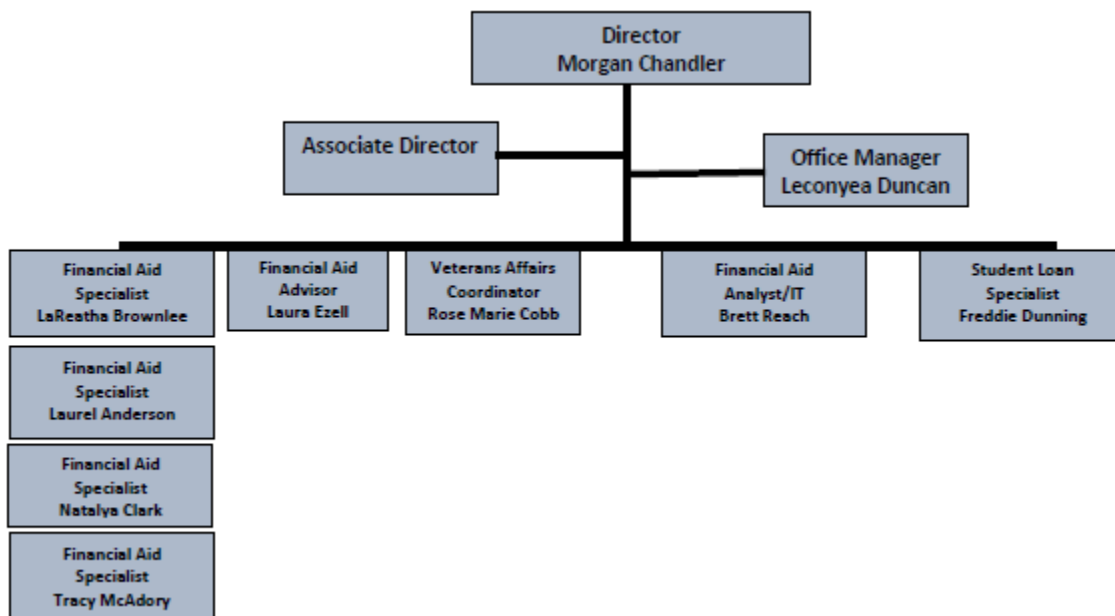 Director
Morgan Chandler
Associate Director
Office Manager
Leconyea Duncan
Financial Aid
Specialist
LaReatha Brownlee
Financial Aid
Advisor
Laura Ezell
Veterans Affairs
Coordinator
Rose Marie Cobb
Financial Aid
Analyst/IT
Brett Reach
Student Loan
Specialist
Freddie Dunning
Financial Aid
Specialist
Laurel Anderson
Financial Aid
Specialist
Natalya Clark
Financial Aid
Specialist
Tracy McAdory